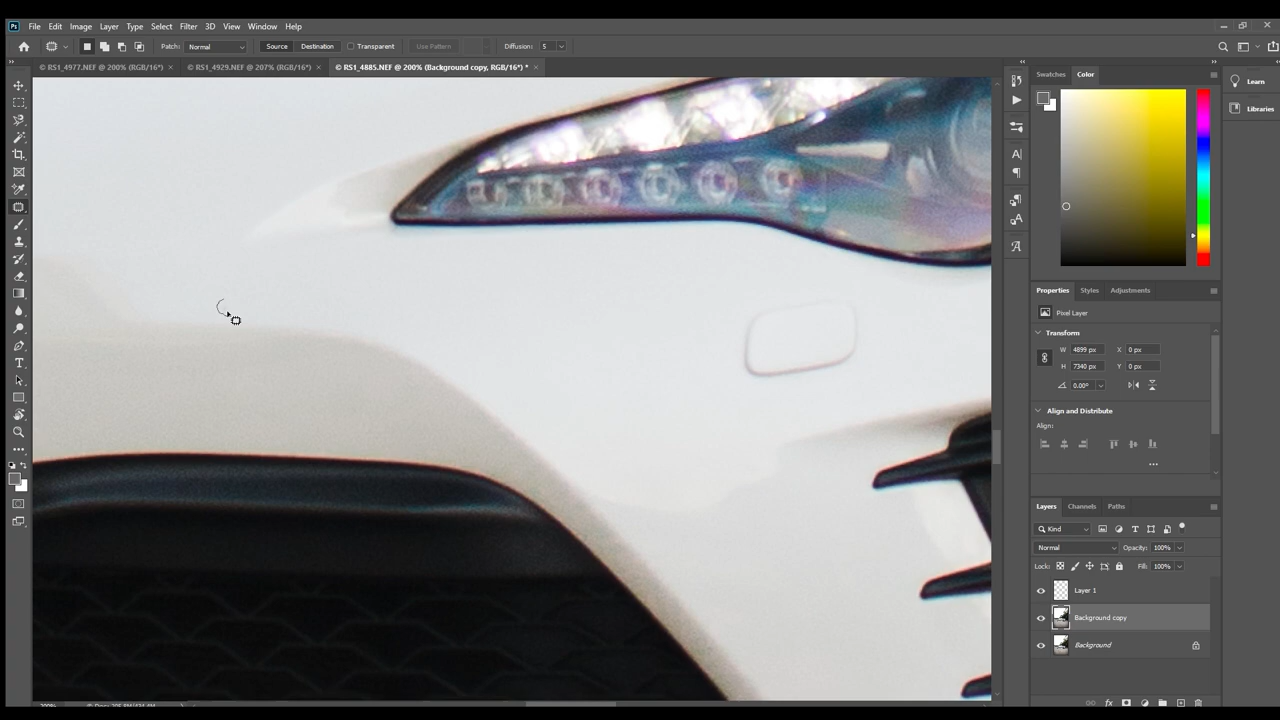 Ps File Edit Image Layer Type Select Filter 3D View Window Help
Patch: Normal Source Destination Transparent Use Pattern Diffusion: 5
© RS1_4977.NEF @ 200% (RGB/16*) × © RS1_4929.NEF @ 207% (RGB/16*) × © RS1_4885.NEF @ 200% (Background copy, RGB/16*) * ×
Swatches Color
Learn
Libraries
Properties Styles Adjustments
Pixel Layer
Transform
W 4899 px X 0 px
H 7340 px Y 0 px
0.00°
Align and Distribute
Align:
Layers Channels Paths
Kind
Normal Opacity: 100%
Lock: Fill: 100%
Layer 1
Background copy
Background